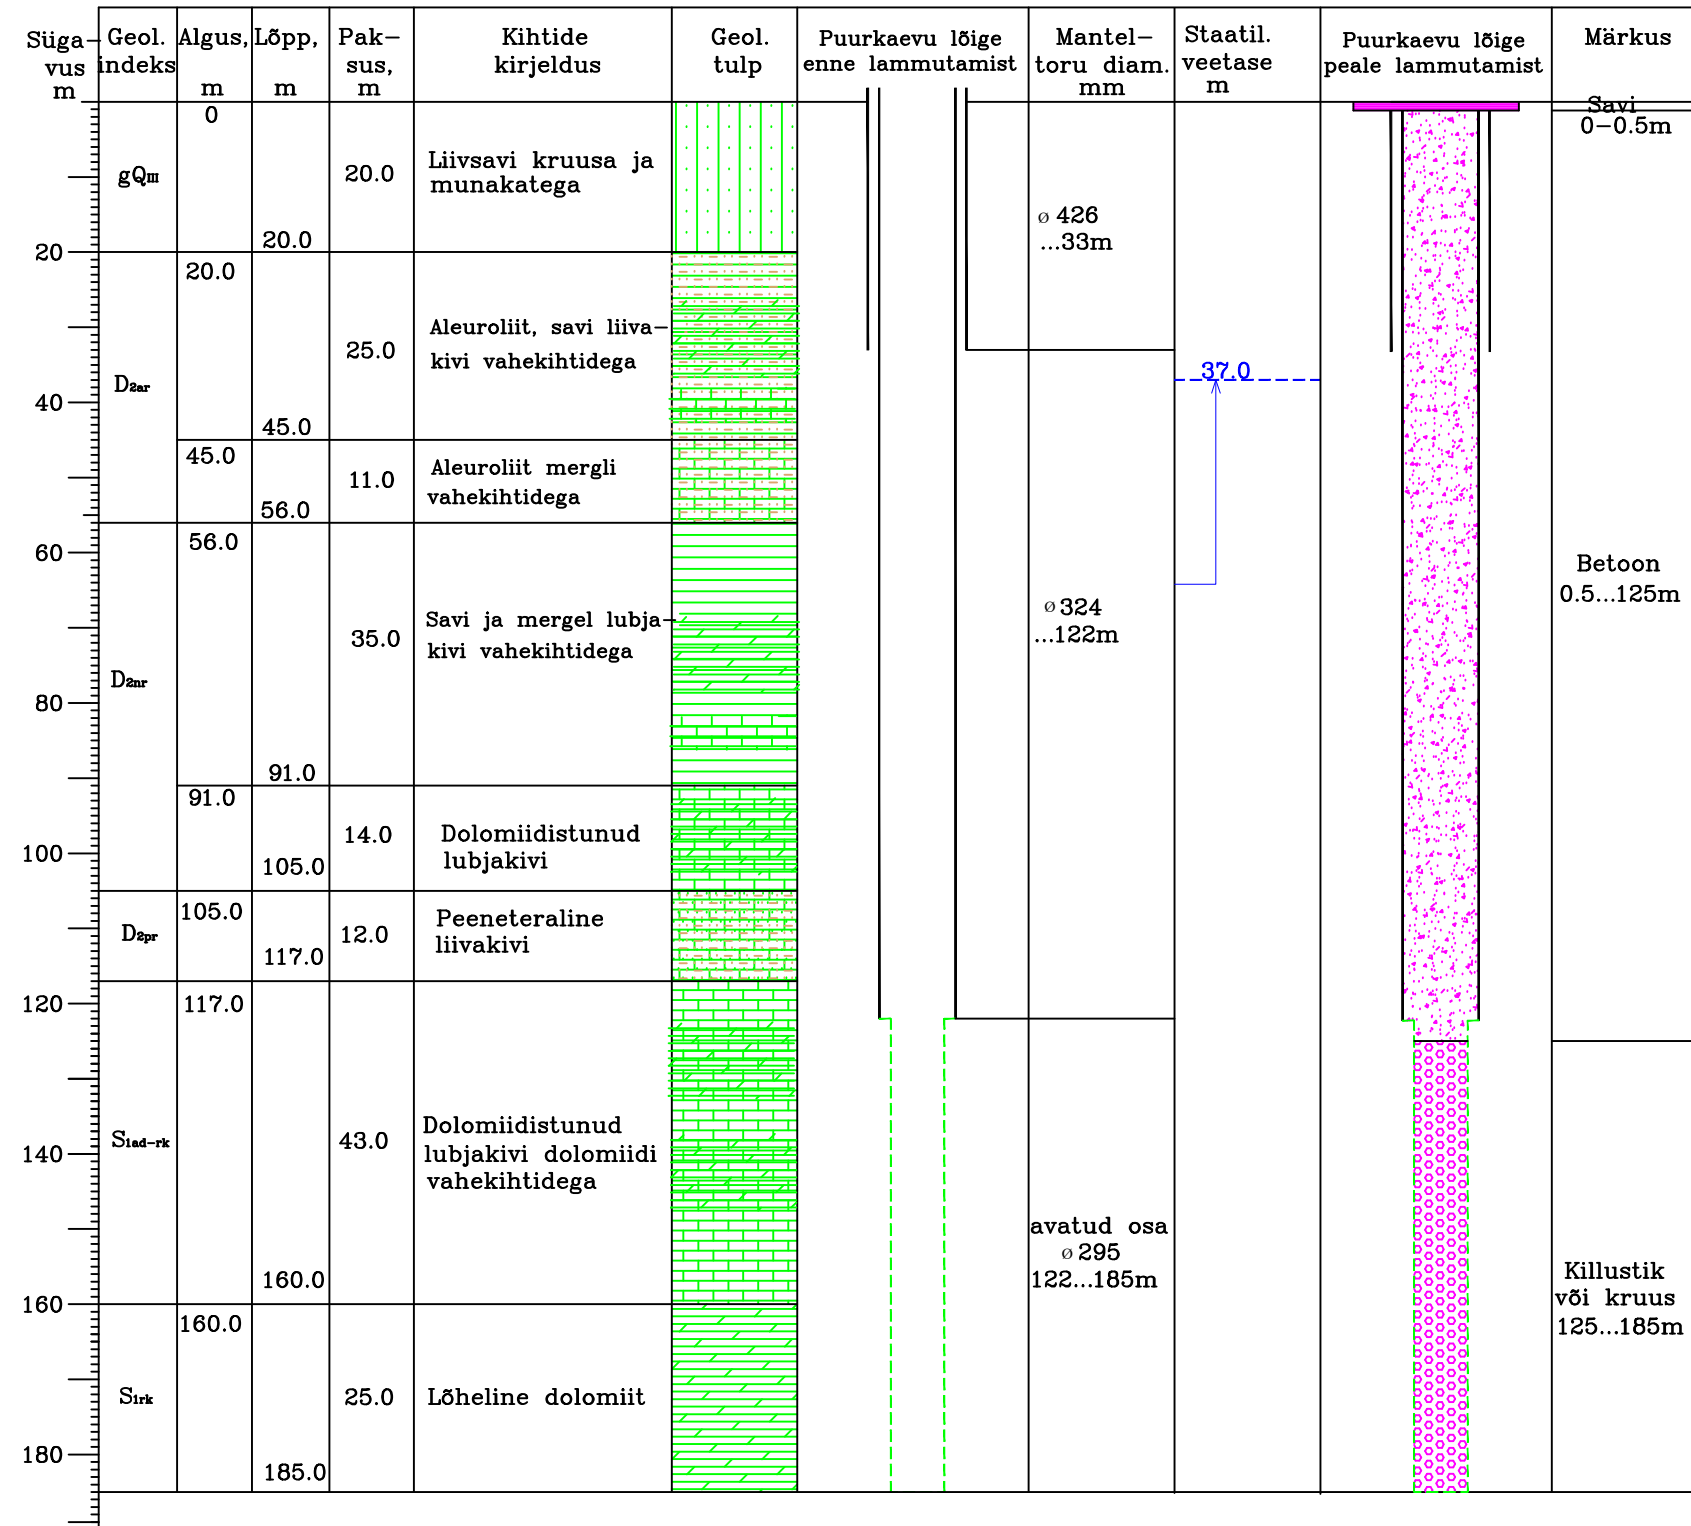 Süga-
vus
m
Geol.
indeks
Algus,
m
Lõpp,
m
Pak-
sus,
m
Kihtide
kirjeldus
Geol.
tulp
Puurkaevu lõige
enne lammutamist
Mantel-
toru diam.
mm
Staatil.
veetase
m
Puurkaevu lõige
peale lammutamist
Märkus
0
gQIII
20.0
20.0
Liivsavi kruusa ja
munakatega
ø 426
...33m
Savi
0-0.5m
20
D2ar
20.0
45.0
25.0
Aleuroliit, savi liiva-
kivi vahekihtidega
37.0
40
45.0
56.0
11.0
Aleuroliit mergli
vahekihtidega
60
D2nr
56.0
91.0
35.0
Savi ja mergel lubja-
kivi vahekihtidega
ø 324
...122m
Betoon
0.5...125m
80
91.0
105.0
14.0
Dolomiidistunud
lubjakivi
100
D2pr
105.0
117.0
12.0
Peeneteraline
liivakivi
120
S1ad-rk
117.0
160.0
43.0
Dolomiidistunud
lubjakivi dolomiidi
vahekihtidega
140
avatud osa
ø 295
122...185m
Killustik
või kruus
125...185m
160
S1rk
160.0
185.0
25.0
Lõheline dolomiit
180